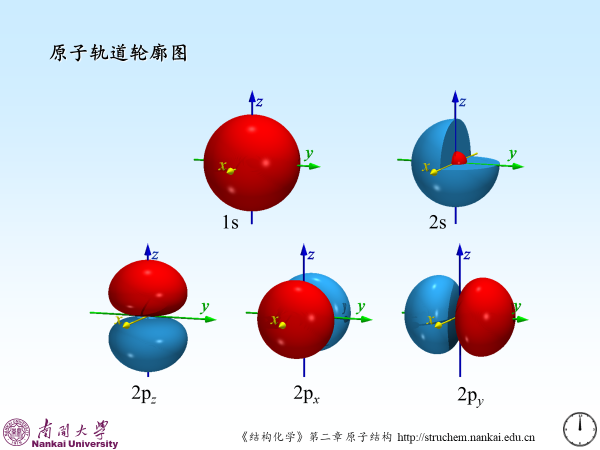 原子轨道轮廓图
z
z
y
y
x
x
1s
2s
z
z
z
y
y
y
y
x
x
x
2pz
2px
2py
南開大學
Nankai University
《结构化学》第二章 原子结构 http://struchem.nankai.edu.cn